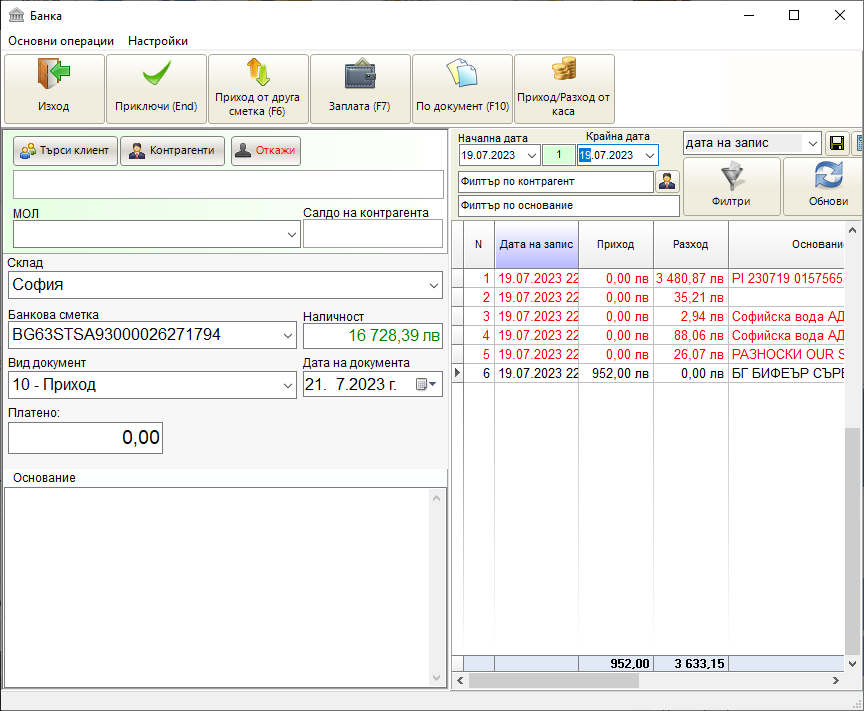 Банка
Основни операции Настройки
Изход
Приключи (End)
Приход от друга
сметка (F6)
Заплата (F7)
По документ (F10)
Приход/Разход от
каса
Търси клиент Контрагенти Откажи
МОЛ Салдо на контрагента
Склад
София
Банкова сметка Наличност
BG63STSA93000026271794 16 728,39 лв
Вид документ Дата на документа
10 - Приход 21. 7.2023 г.
Платено:
0,00
Основание
Начална дата Крайна дата
19.07.2023 1 19.07.2023 дата на запис
Филтър по контрагент
Филтър по основание
Филтри Обнови
N Дата на запис Приход Разход Основани
1 19.07.2023 22 0,00 лв 3 480,87 лв PI 230719 0157565
2 19.07.2023 22 0,00 лв 35,21 лв
3 19.07.2023 22 0,00 лв 2,94 лв Софийска вода АД
4 19.07.2023 22 0,00 лв 88,06 лв Софийска вода АД
5 19.07.2023 22 0,00 лв 26,07 лв РАЗНОСКИ OUR S
6 19.07.2023 22 952,00 лв 0,00 лв БГ БИФЕЪР СЪРВ
952,00 3 633,15